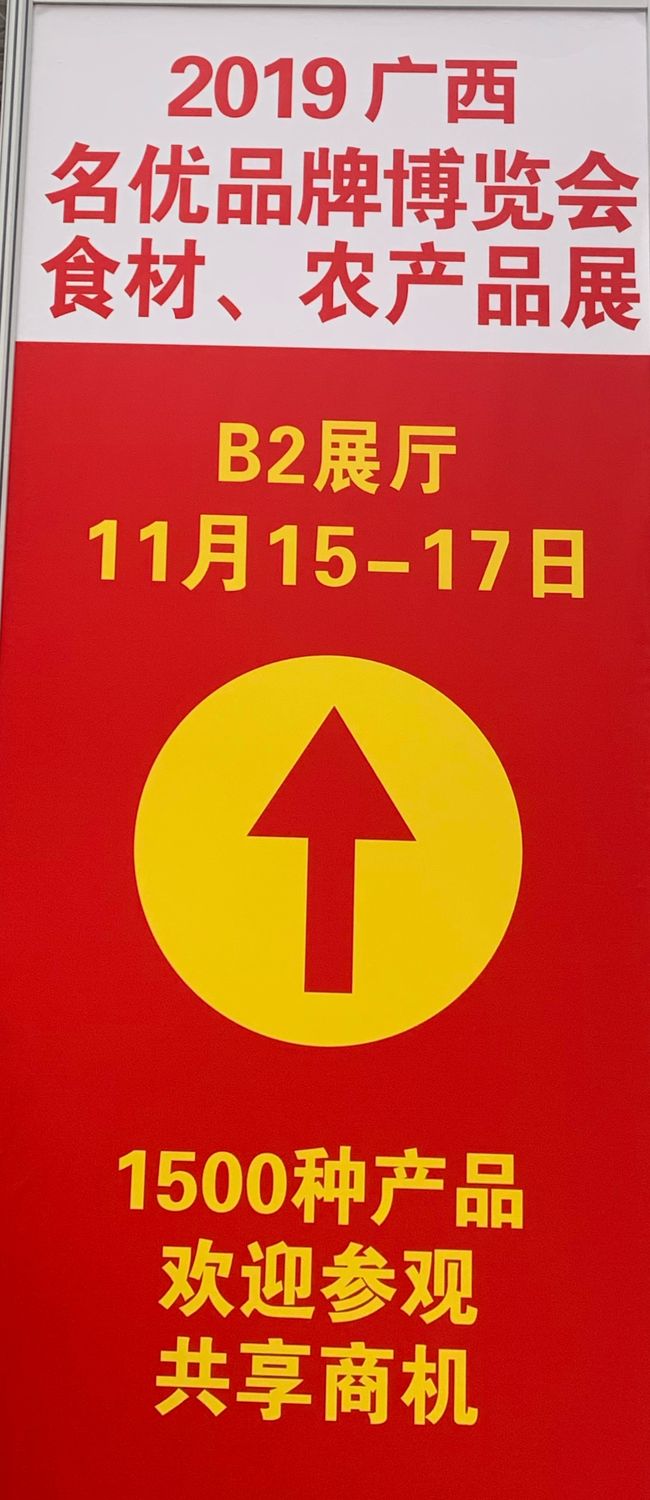 2019 广西
名优品牌博览会
食材、农产品展
B2展厅
11月15-17日
1500种产品
欢迎参观
共享商机